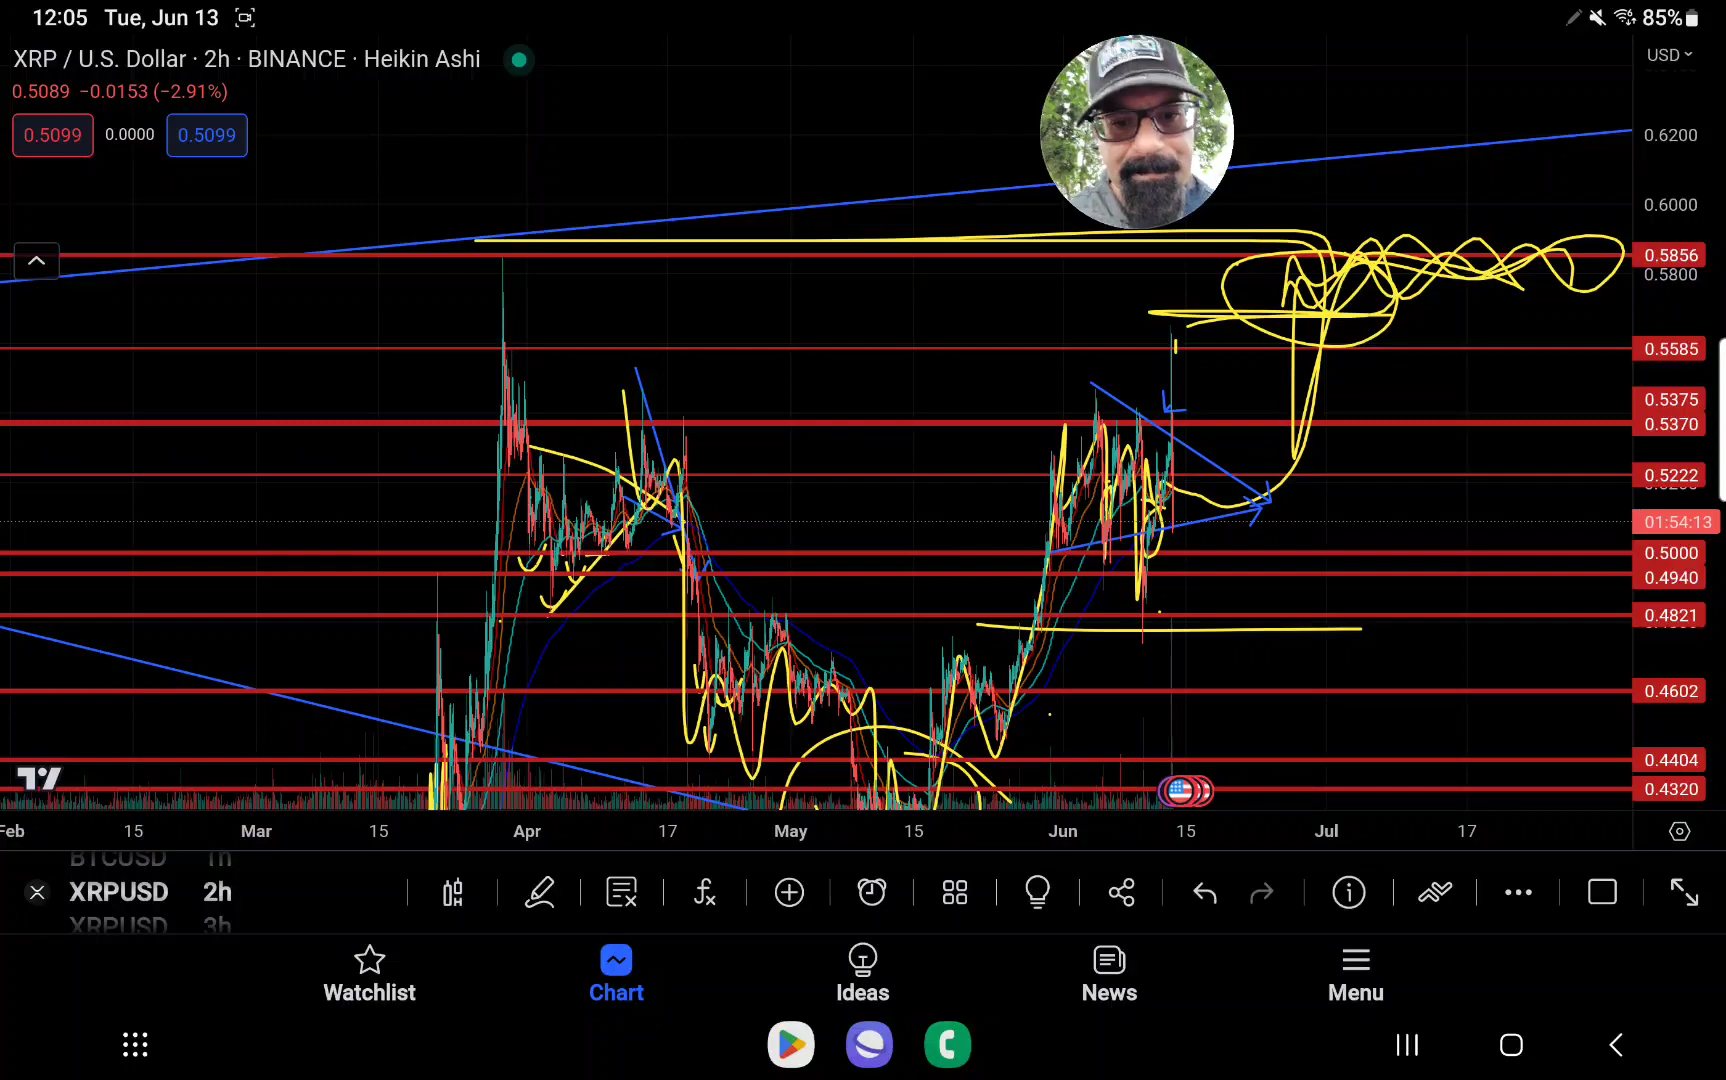 12:05 Tue, Jun 13
85%
XRP / U.S. Dollar · 2h · BINANCE · Heikin Ashi
USD
0.5089 −0.0153 (−2.91%)
0.5099 0.0000 0.5099
0.6200
0.6000
0.5856
0.5800
0.5585
0.5375
0.5370
0.5222
01:54:13
0.5000
0.4940
0.4821
0.4602
0.4404
0.4320
Feb 15 Mar 15 Apr 17 May 15 Jun 15 Jul 17
BTCUSD 1h
XRPUSD 2h
XRPUSD 3h
Watchlist Chart Ideas News Menu